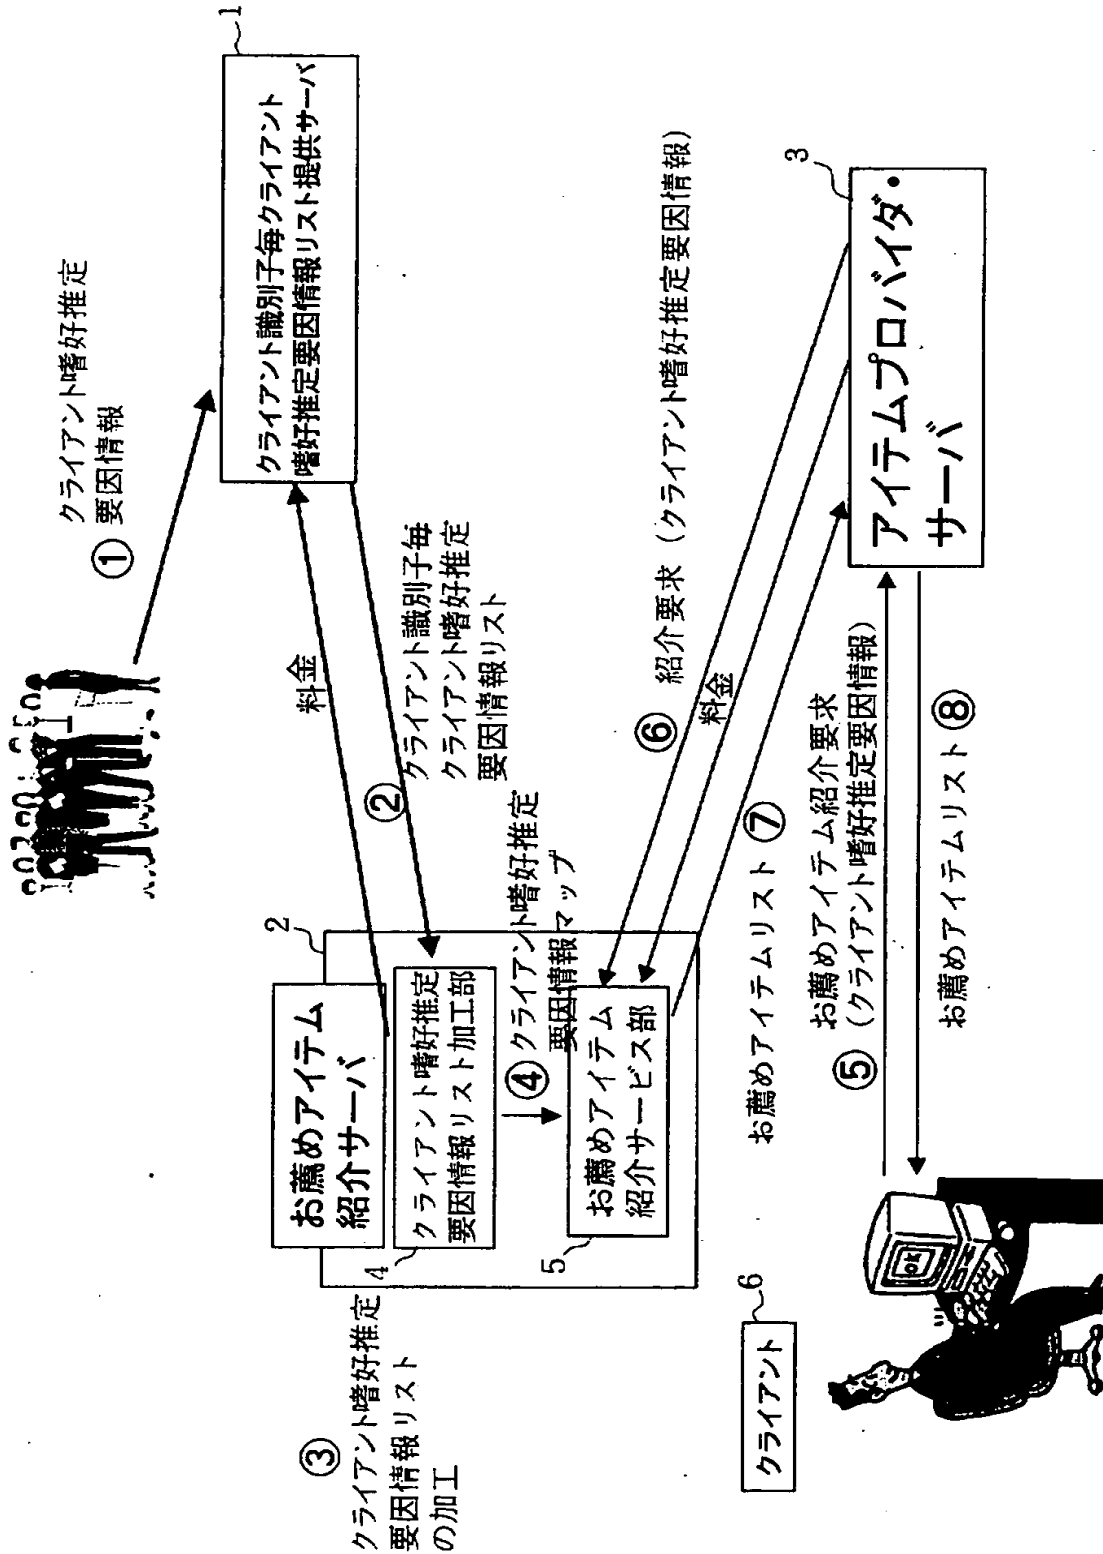 1
クライアント識別子毎クライアント
嗜好推定要因情報リスト提供サーバ
クライアント嗜好推定
① 要因情報
料金
②
クライアント識別子毎
クライアント嗜好推定
要因情報リスト
2
お薦めアイテム
紹介サーバ
4
クライアント嗜好推定
要因情報リスト加工部
③
クライアント嗜好推定
要因情報リスト
の加工
④ クライアント嗜好推定
要因情報マップ
5
お薦めアイテム
紹介サービス部
⑥ 紹介要求（クライアント嗜好推定要因情報）
料金
お薦めアイテムリスト ⑦
3
アイテムプロバイダ・
サーバ
⑤ お薦めアイテム紹介要求
（クライアント嗜好推定要因情報）
お薦めアイテムリスト ⑧
6
クライアント
OK